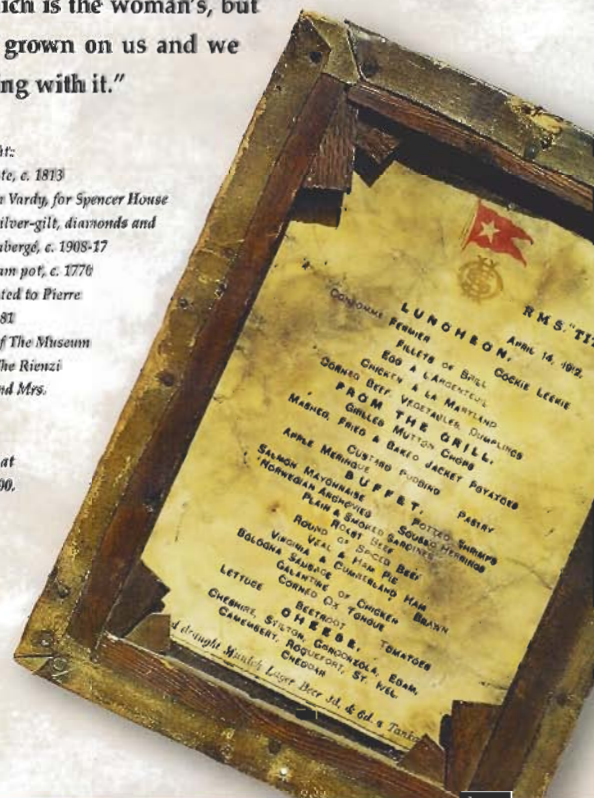 ich is the woman's, but
grown on us and we
ng with it."
te, c. 1813
Vardy, for Spencer House
ilver-gilt, diamonds and
abergé, c. 1908-17
am pot, c. 1770
ted to Pierre
81
f The Museum
The Rienzi
nd Mrs.
at
00.
R.M.S. "TIT
APRIL 14, 1912.
LUNCHEON.
CONSOMMÉ FERMIER COCKIE LEEKIE
FILLETS OF BRILL
EGG À L'ARGENTEUIL
CHICKEN À LA MARYLAND
CORNED BEEF, VEGETABLES, DUMPLINGS
FROM THE GRILL.
GRILLED MUTTON CHOPS
MASHED, FRIED & BAKED JACKET POTATOES
CUSTARD PUDDING
APPLE MERINGUE PASTRY
BUFFET.
SALMON MAYONNAISE POTTED SHRIMPS
NORWEGIAN ANCHOVIES SOUSED HERRINGS
PLAIN & SMOKED SARDINES
ROAST BEEF
ROUND OF SPICED BEEF
VEAL & HAM PIE
VIRGINIA & CUMBERLAND HAM
BOLOGNA SAUSAGE BRAWN
GALANTINE OF CHICKEN
CORNED OX TONGUE
LETTUCE BEETROOT TOMATOES
CHEESE.
CHESHIRE, STILTON, GORGONZOLA, EDAM,
CAMEMBERT, ROQUEFORT, ST. IVEL,
CHEDDAR
d draught Munich Lager Beer 3d. & 6d. a Tanka